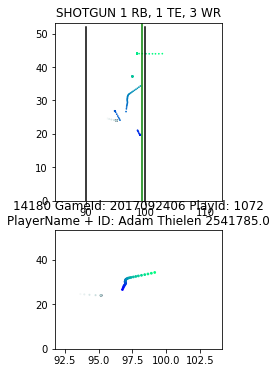 SHOTGUN 1 RB, 1 TE, 3 WR
50
40
30
20
10
0
90 100 110
14180 GameId: 2017092406 PlayId: 1072
PlayerName + ID: Adam Thielen 2541785.0
40
20
0
92.5 95.0 97.5 100.0 102.5